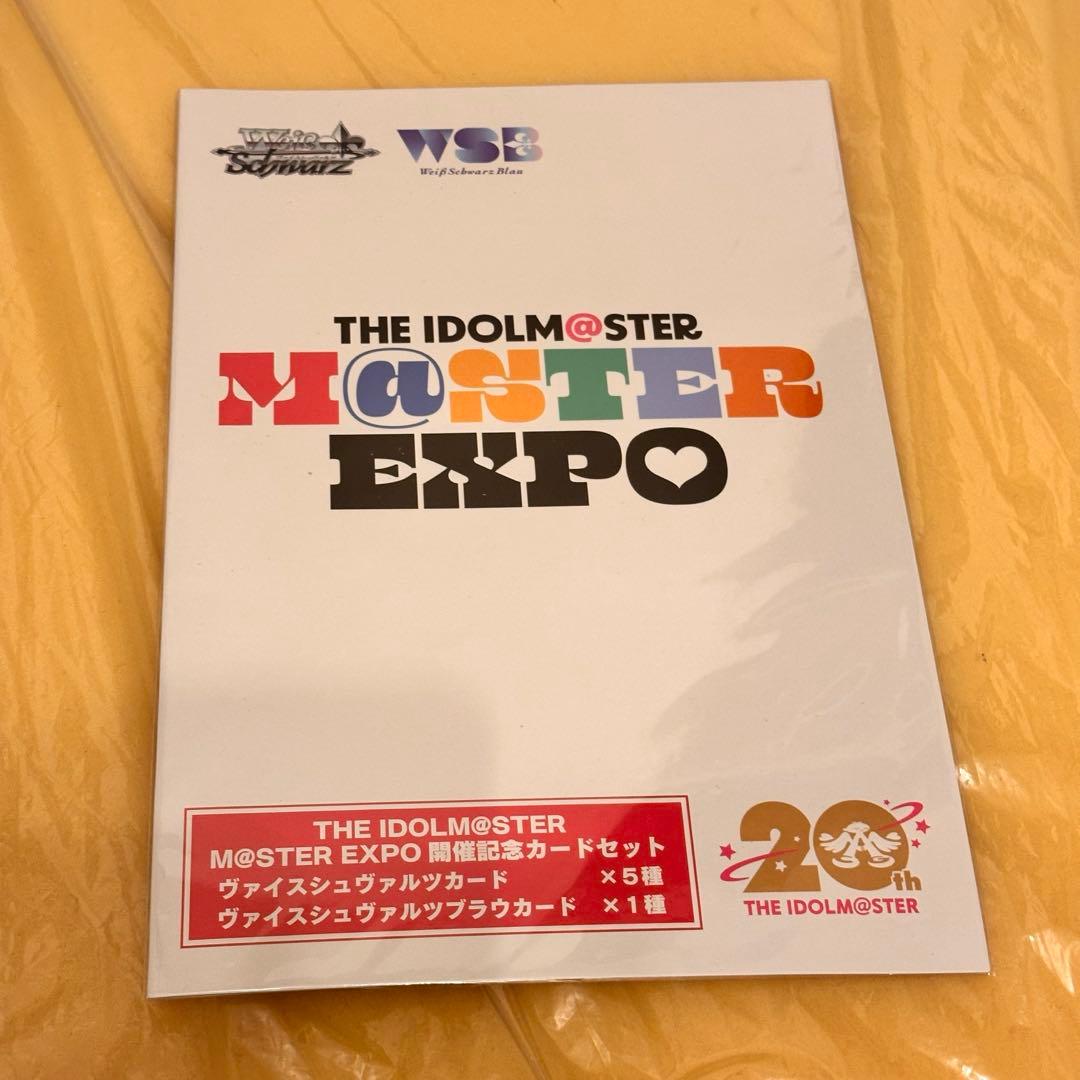 Weiß Schwarz
WSB
Weiß Schwarz Blau
THE IDOLM@STER
M@STER
EXPO
THE IDOLM@STER
M@STER EXPO 開催記念カードセット
ヴァイスシュヴァルツカード ×5種
ヴァイスシュヴァルツブラウカード ×1種
20th
THE IDOLM@STER